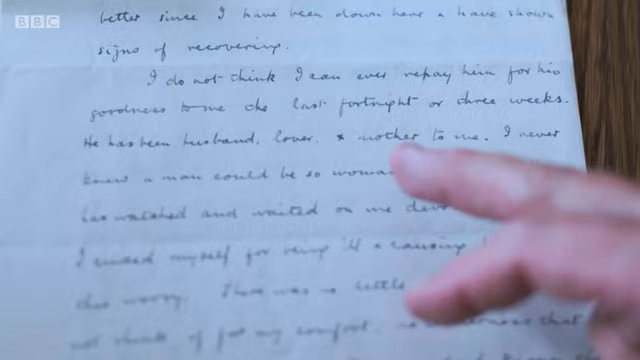 BBC
better since I have been down here & have shown
signs of recovering.
I do not think I can ever repay him for his
goodness to me the last fortnight or three weeks.
He has been husband, lover, & mother to me. I never
knew a man could be so
has watched and waited on me
I cursed myself for being ill & causing
this worry. There was no little
not think of for my comfort, no that